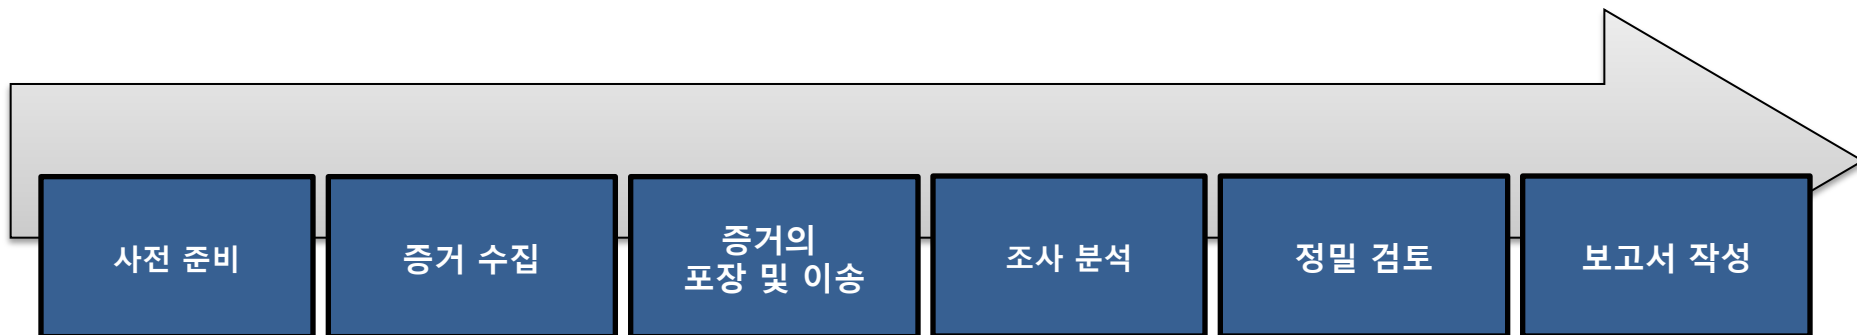 사전 준비
증거 수집
증거의
포장 및 이송
조사 분석
정밀 검토
보고서 작성